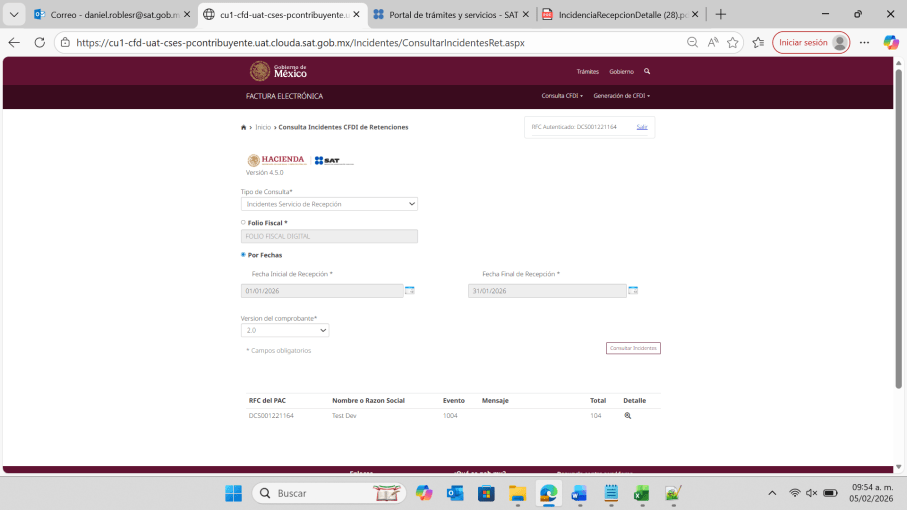 Correo - daniel.roblesr@sat.gob.m
cu1-cfd-uat-cses-pcontribuyente.u
Portal de trámites y servicios - SAT
IncidenciaRecepcionDetalle (28).p
https://cu1-cfd-uat-cses-pcontribuyente.uat.clouda.sat.gob.mx/Incidentes/ConsultarIncidentesRet.aspx
Iniciar sesión
Gobierno de
México
Trámites Gobierno
FACTURA ELECTRÓNICA
Consulta CFDI Generación de CFDI
Inicio Consulta Incidentes CFDI de Retenciones
RFC Autenticado: DCS001221164 Salir
HACIENDA SAT
Versión 4.5.0
Tipo de Consulta*
Incidentes Servicio de Recepción
Folio Fiscal *
FOLIO FISCAL DIGITAL
Por Fechas
Fecha Inicial de Recepción * Fecha Final de Recepción *
01/01/2026 31/01/2026
Version del comprobante*
2.0
* Campos obligatorios
Consultar Incidentes
RFC del PAC Nombre o Razon Social Evento Mensaje Total Detalle
DCS001221164 Test Dev 1004 104
Buscar
09:54 a. m.
05/02/2026